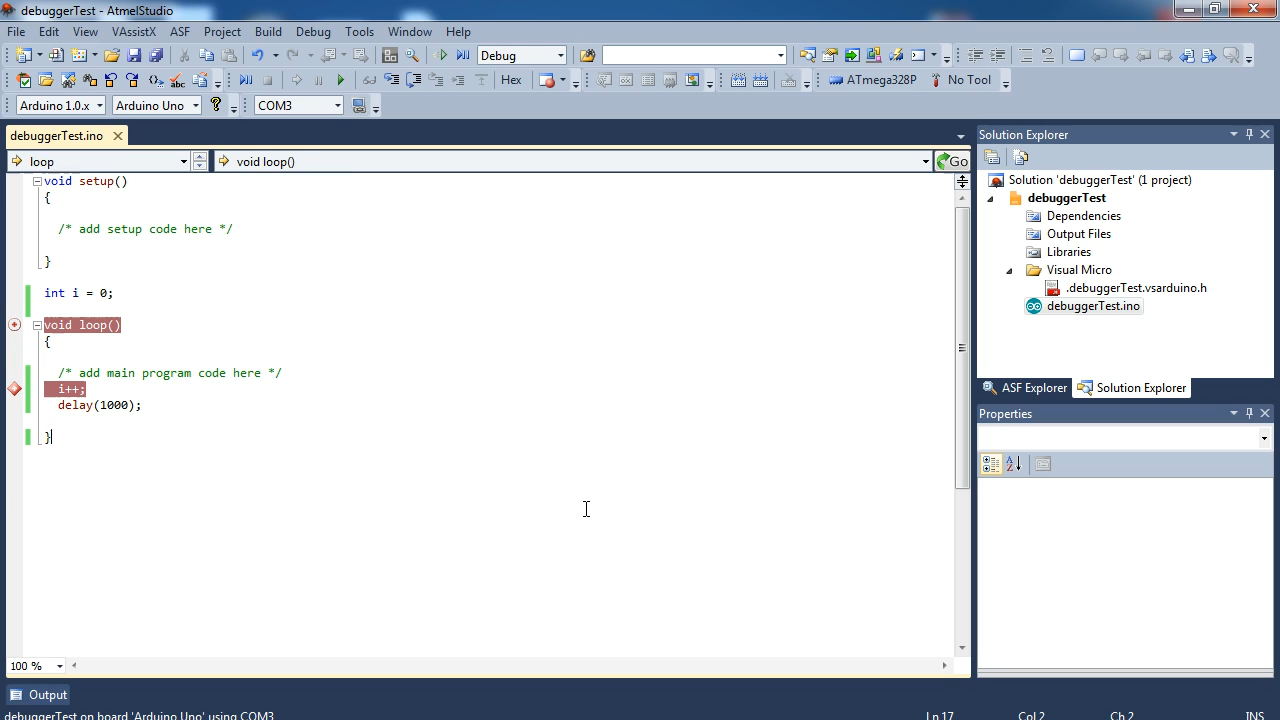 debuggerTest - AtmelStudio
File Edit View VAssistX ASF Project Build Debug Tools Window Help
Debug
Hex ATmega328P No Tool
Arduino 1.0.x Arduino Uno COM3
debuggerTest.ino
loop void loop() Go
void setup()
{
/* add setup code here */
}
int i = 0;
void loop()
{
/* add main program code here */
i++;
delay(1000);
}
100 %
Solution Explorer
Solution 'debuggerTest' (1 project)
debuggerTest
Dependencies
Output Files
Libraries
Visual Micro
.debuggerTest.vsarduino.h
debuggerTest.ino
ASF Explorer Solution Explorer
Properties
Output
debuggerTest on board 'Arduino Uno' using COM3 Ln 17 Col 2 Ch 2 INS